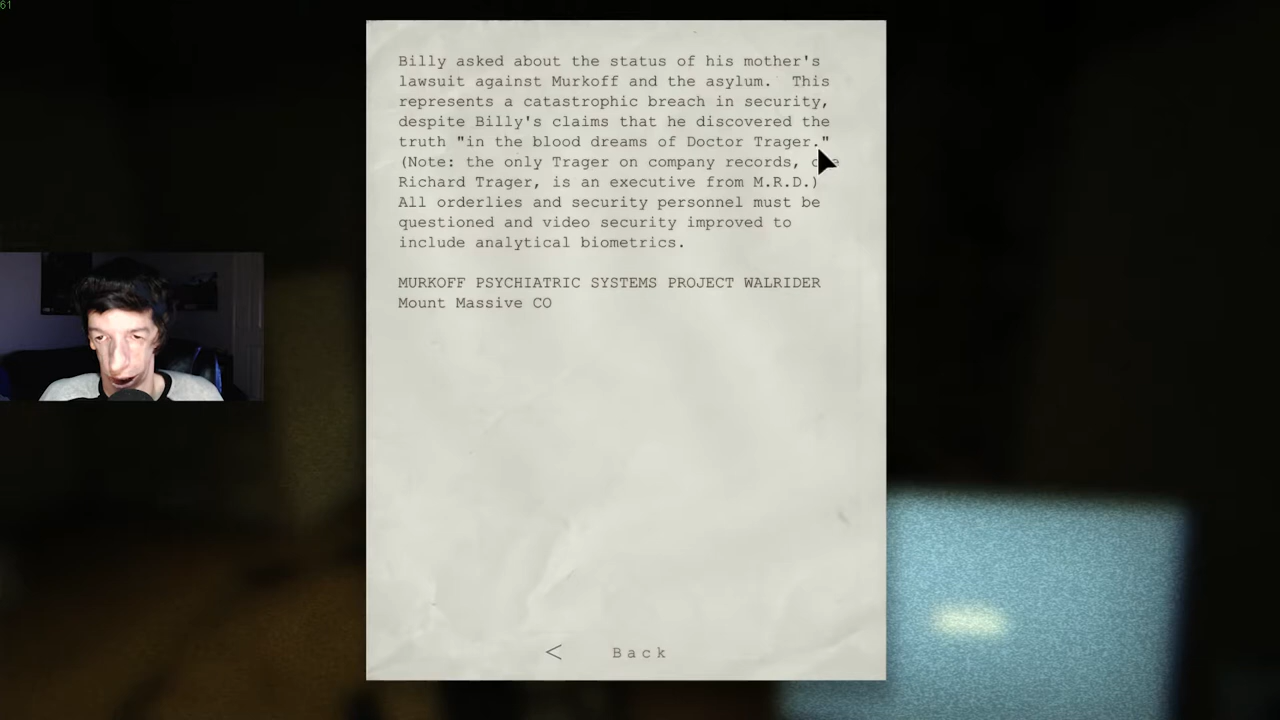 61
Billy asked about the status of his mother's
lawsuit against Murkoff and the asylum.  This
represents a catastrophic breach in security,
despite Billy's claims that he discovered the
truth "in the blood dreams of Doctor Trager."
(Note: the only Trager on company records,
Richard Trager, is an executive from M.R.D.)
All orderlies and security personnel must be
questioned and video security improved to
include analytical biometrics.
MURKOFF PSYCHIATRIC SYSTEMS PROJECT WALRIDER
Mount Massive CO
< Back